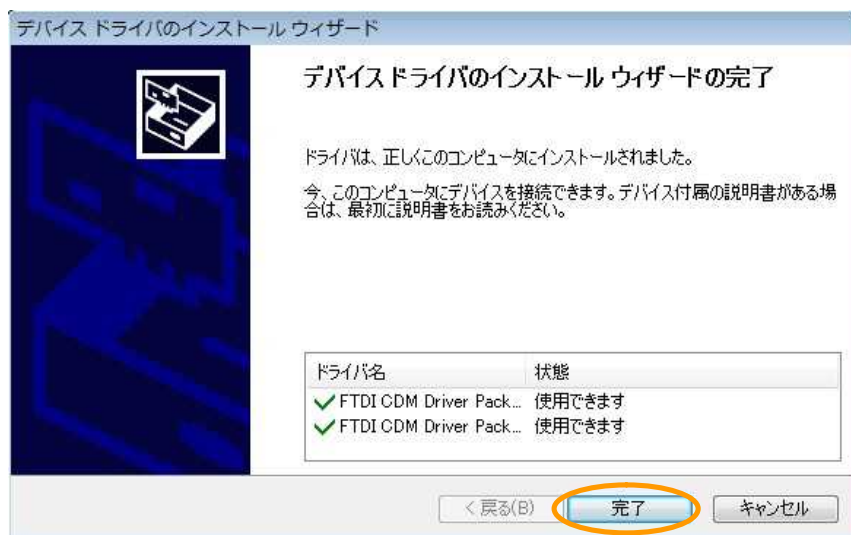 デバイス ドライバのインストール ウィザード
デバイス ドライバのインストール ウィザードの完了
ドライバは、正しくこのコンピュータにインストールされました。
今、このコンピュータにデバイスを接続できます。デバイス付属の説明書がある場
合は、最初に説明書をお読みください。
ドライバ名 状態
FTDI CDM Driver Pack... 使用できます
FTDI CDM Driver Pack... 使用できます
< 戻る(B) 完了 キャンセル